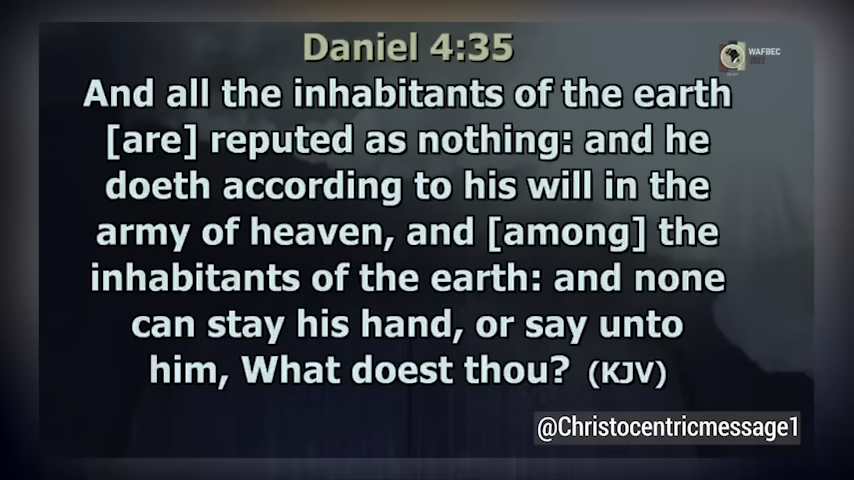 Daniel 4:35
WAFBEC
And all the inhabitants of the earth
[are] reputed as nothing: and he
doeth according to his will in the
army of heaven, and [among] the
inhabitants of the earth: and none
can stay his hand, or say unto
him, What doest thou? (KJV)
@Christocentricmessage1